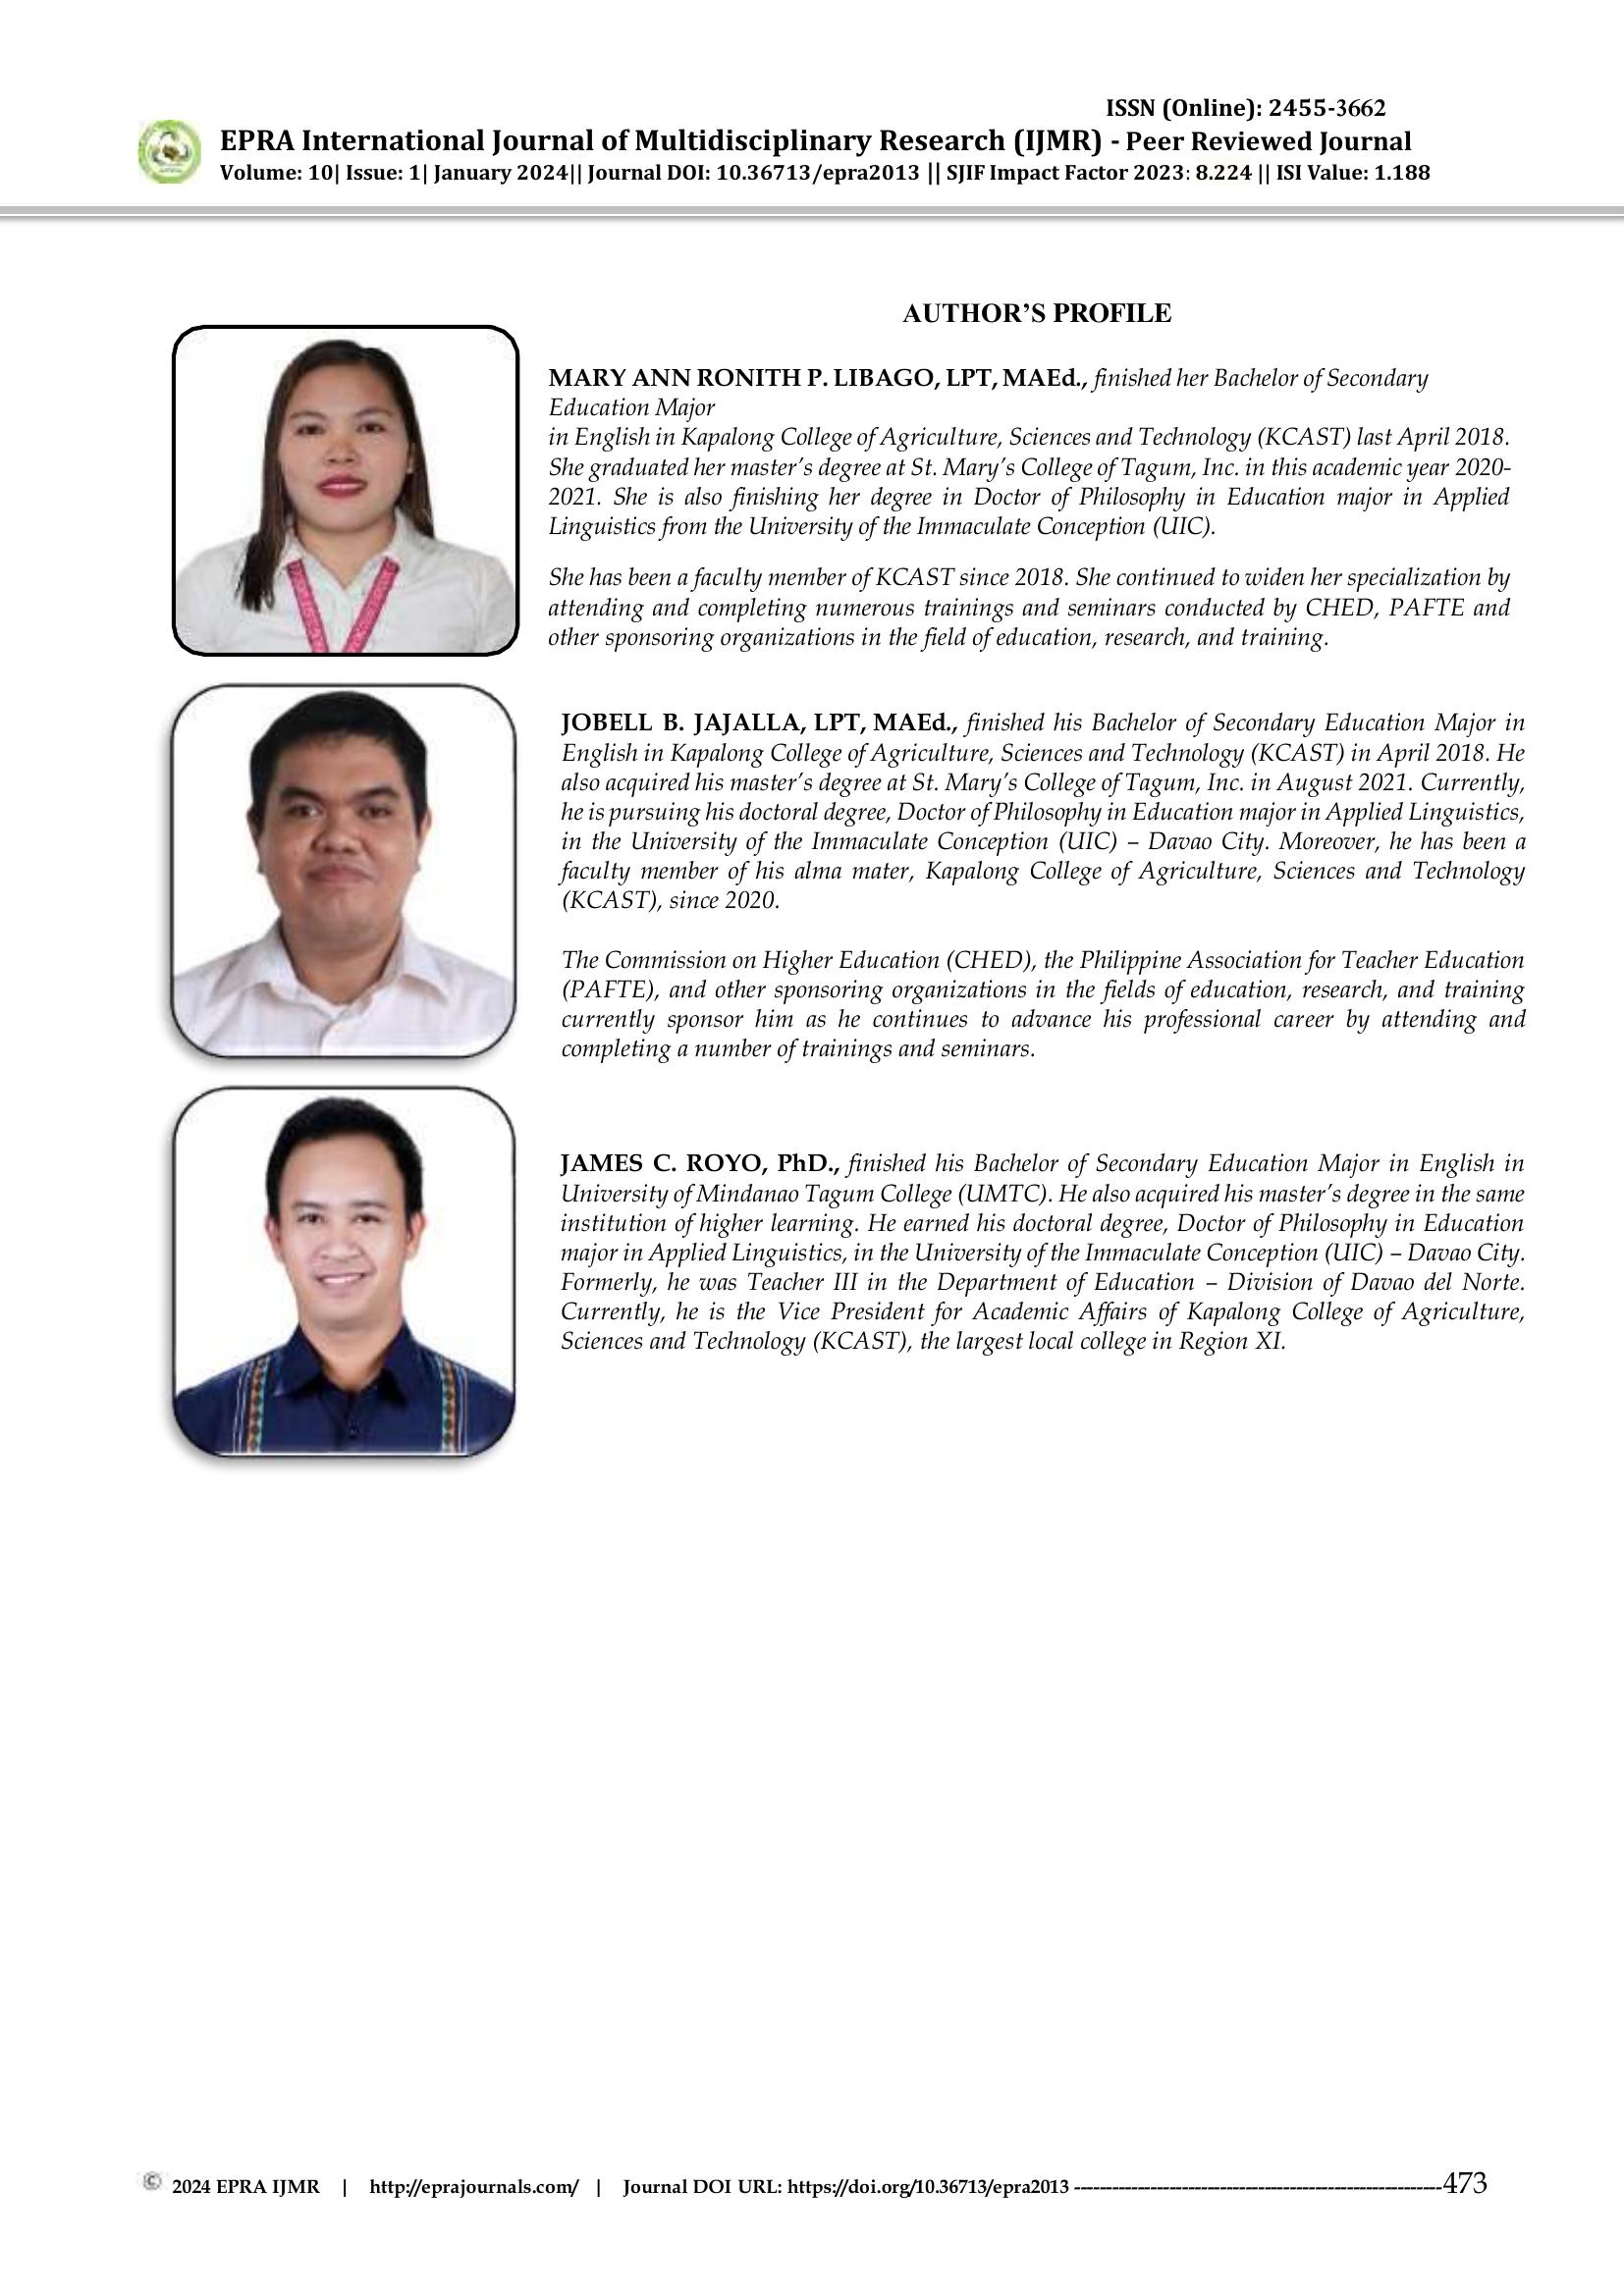 ISSN (Online): 2455-3662
EPRA International Journal of Multidisciplinary Research (IJMR) - Peer Reviewed Journal
Volume: 10| Issue: 1| January 2024|| Journal DOI: 10.36713/epra2013 || SJIF Impact Factor 2023: 8.224 || ISI Value: 1.188
AUTHOR’S PROFILE
MARY ANN RONITH P. LIBAGO, LPT, MAEd., finished her Bachelor of Secondary
Education Major
in English in Kapalong College of Agriculture, Sciences and Technology (KCAST) last April 2018.
She graduated her master’s degree at St. Mary’s College of Tagum, Inc. in this academic year 2020-
2021. She is also finishing her degree in Doctor of Philosophy in Education major in Applied
Linguistics from the University of the Immaculate Conception (UIC).
She has been a faculty member of KCAST since 2018. She continued to widen her specialization by
attending and completing numerous trainings and seminars conducted by CHED, PAFTE and
other sponsoring organizations in the field of education, research, and training.
JOBELL B. JAJALLA, LPT, MAEd., finished his Bachelor of Secondary Education Major in
English in Kapalong College of Agriculture, Sciences and Technology (KCAST) in April 2018. He
also acquired his master’s degree at St. Mary’s College of Tagum, Inc. in August 2021. Currently,
he is pursuing his doctoral degree, Doctor of Philosophy in Education major in Applied Linguistics,
in the University of the Immaculate Conception (UIC) – Davao City. Moreover, he has been a
faculty member of his alma mater, Kapalong College of Agriculture, Sciences and Technology
(KCAST), since 2020.
The Commission on Higher Education (CHED), the Philippine Association for Teacher Education
(PAFTE), and other sponsoring organizations in the fields of education, research, and training
currently sponsor him as he continues to advance his professional career by attending and
completing a number of trainings and seminars.
JAMES C. ROYO, PhD., finished his Bachelor of Secondary Education Major in English in
University of Mindanao Tagum College (UMTC). He also acquired his master’s degree in the same
institution of higher learning. He earned his doctoral degree, Doctor of Philosophy in Education
major in Applied Linguistics, in the University of the Immaculate Conception (UIC) – Davao City.
Formerly, he was Teacher III in the Department of Education – Division of Davao del Norte.
Currently, he is the Vice President for Academic Affairs of Kapalong College of Agriculture,
Sciences and Technology (KCAST), the largest local college in Region XI.
© 2024 EPRA IJMR | http://eprajournals.com/ | Journal DOI URL: https://doi.org/10.36713/epra2013 ----------------------------------------------------------473